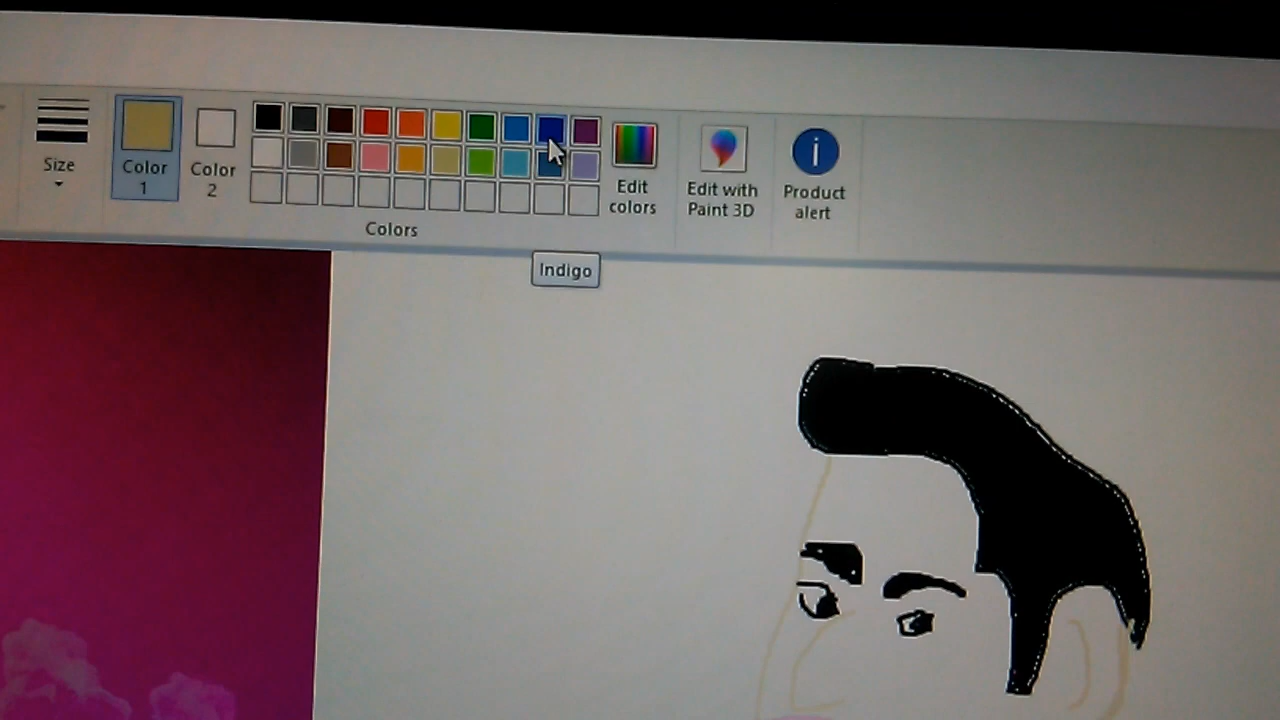 Size
Color
1
Color
2
Colors
Edit
colors
Edit with
Paint 3D
Product
alert
Indigo